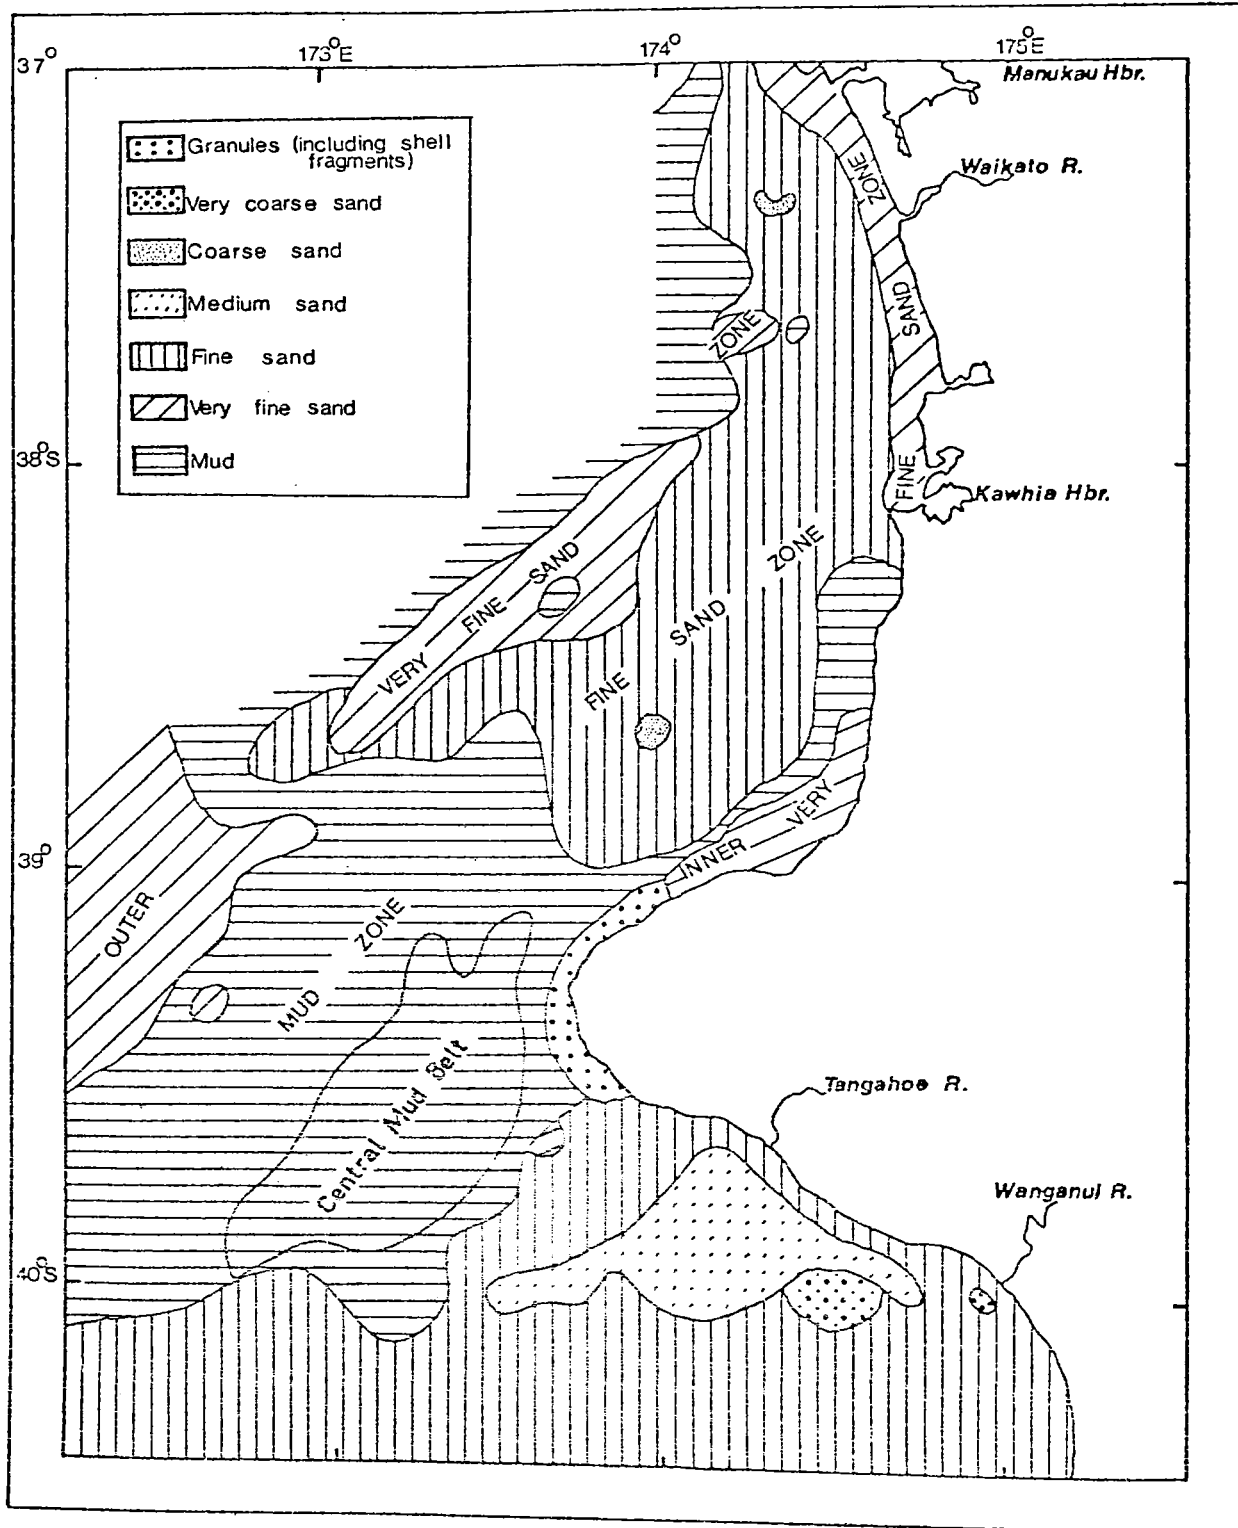 173°E
174°
175°E
37°
Manukau Hbr.
Granules (including shell
fragments)
Very coarse sand
Coarse sand
Medium sand
Fine sand
Very fine sand
Mud
Waikato R.
ZONE
SAND
FINE
ZONE
38°S
Kawhia Hbr.
VERY FINE SAND
FINE SAND ZONE
INNER VERY
39°
OUTER
MUD ZONE
Central Mud Belt
Tangahoe R.
Wanganui R.
40°S